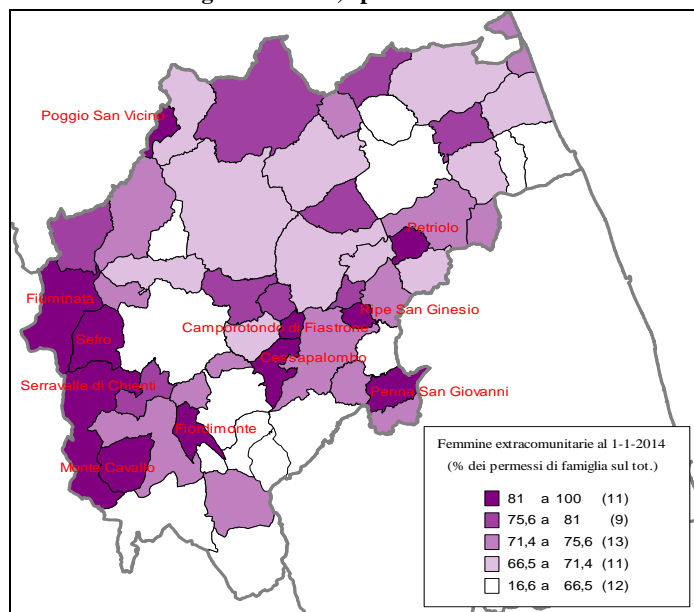 Poggio San Vicino
Petriolo
Fiuminata
Ripe San Ginesio
Camporotondo di Fiastrone
Sefro
Cessapalombo
Serravalle di Chienti
Penna San Giovanni
Fiordimonte
Monte Cavallo
Femmine extracomunitarie al 1-1-2014
(% dei permessi di famiglia sul tot.)
81 a 100 (11)
75,6 a 81 (9)
71,4 a 75,6 (13)
66,5 a 71,4 (11)
16,6 a 66,5 (12)